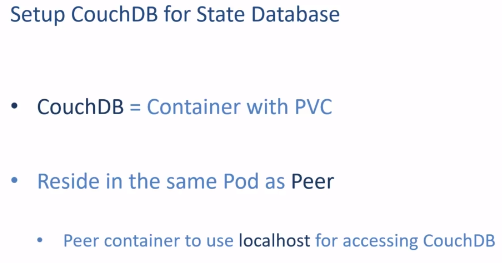 Setup CouchDB for State Database
• CouchDB = Container with PVC
• Reside in the same Pod as Peer
• Peer container to use localhost for accessing CouchDB